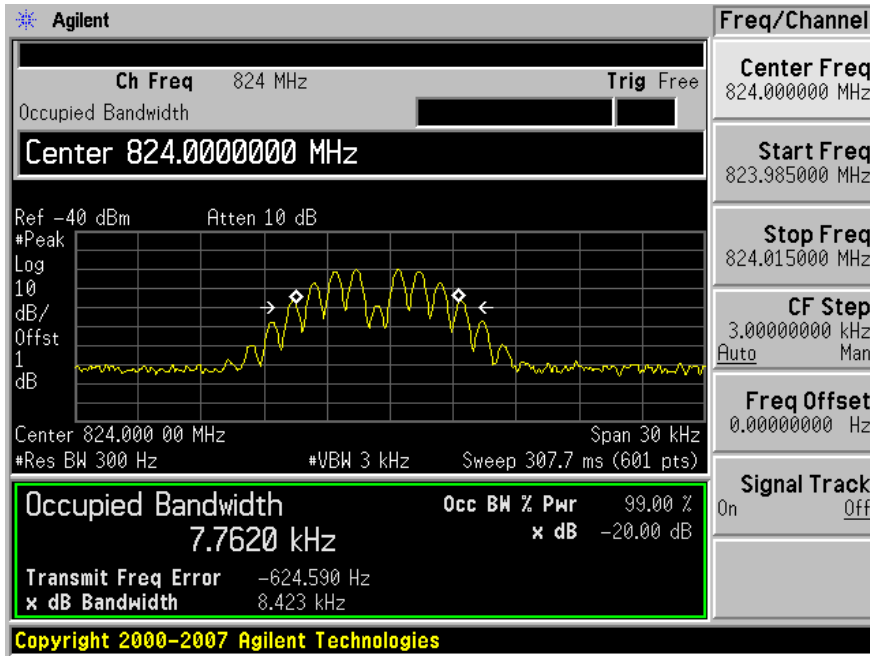 Agilent
Freq/Channel
Ch Freq 824 MHz Trig Free
Occupied Bandwidth
Center 824.0000000 MHz
Ref -40 dBm Atten 10 dB
#Peak
Log
10
dB/
Offst
1
dB
Center 824.000 00 MHz Span 30 kHz
#Res BW 300 Hz #VBW 3 kHz Sweep 307.7 ms (601 pts)
Occupied Bandwidth
7.7620 kHz
Occ BW % Pwr 99.00 %
x dB -20.00 dB
Transmit Freq Error -624.590 Hz
x dB Bandwidth 8.423 kHz
Center Freq
824.000000 MHz
Start Freq
823.985000 MHz
Stop Freq
824.015000 MHz
CF Step
3.00000000 kHz
Auto Man
Freq Offset
0.00000000 Hz
Signal Track
On Off
Copyright 2000-2007 Agilent Technologies